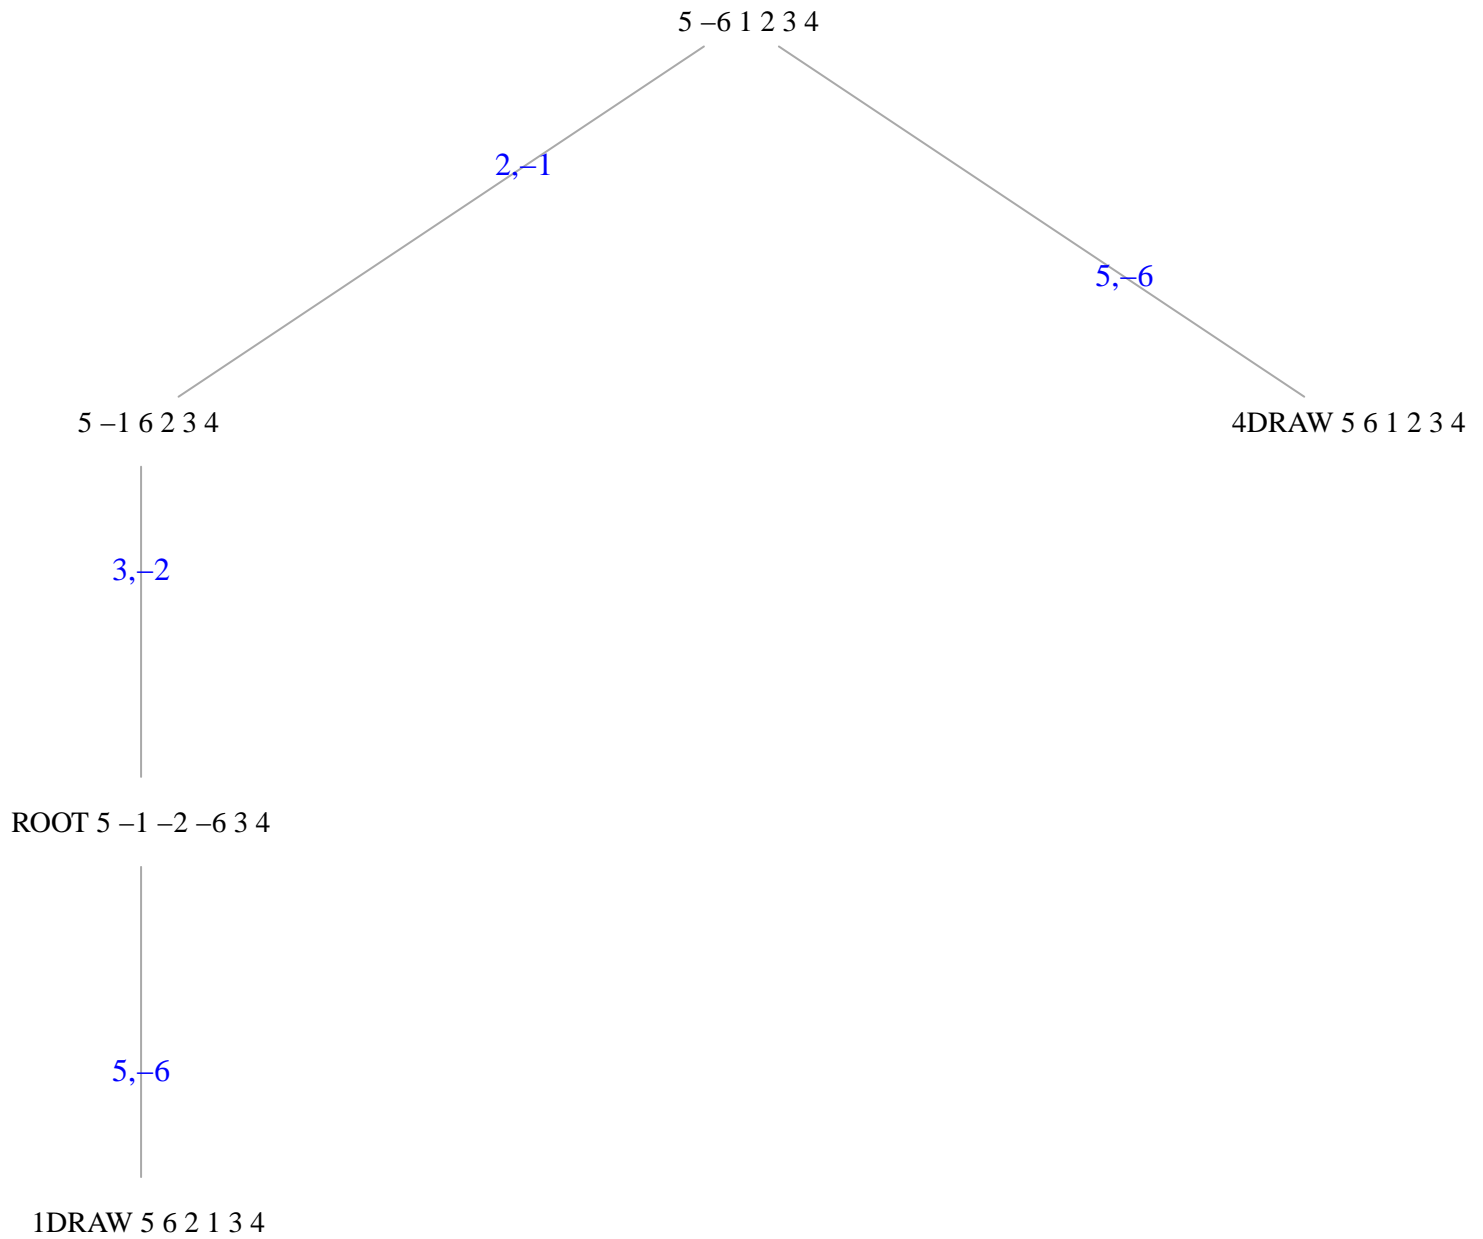 5 –6 1 2 3 4
2,–1
5,–6
5 –1 6 2 3 4
4DRAW 5 6 1 2 3 4
3,–2
ROOT 5 –1 –2 –6 3 4
5,–6
1DRAW 5 6 2 1 3 4